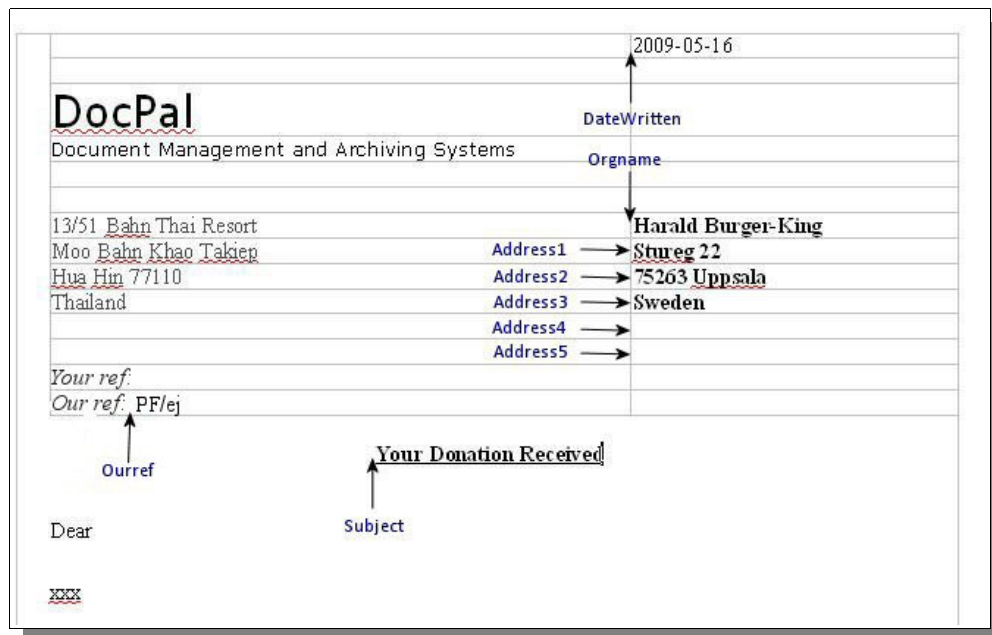 2009-05-16
DocPal
DateWritten
Document Management and Archiving Systems
Orgname
13/51 Bahn Thai Resort
Harald Burger-King
Moo Bahn Khao Takiep
Address1
Stureg 22
Hua Hin 77110
Address2
75263 Uppsala
Thailand
Address3
Sweden
Address4
Address5
Your ref:
Our ref: PF/ej
Your Donation Received
Ourref
Subject
Dear
xxx